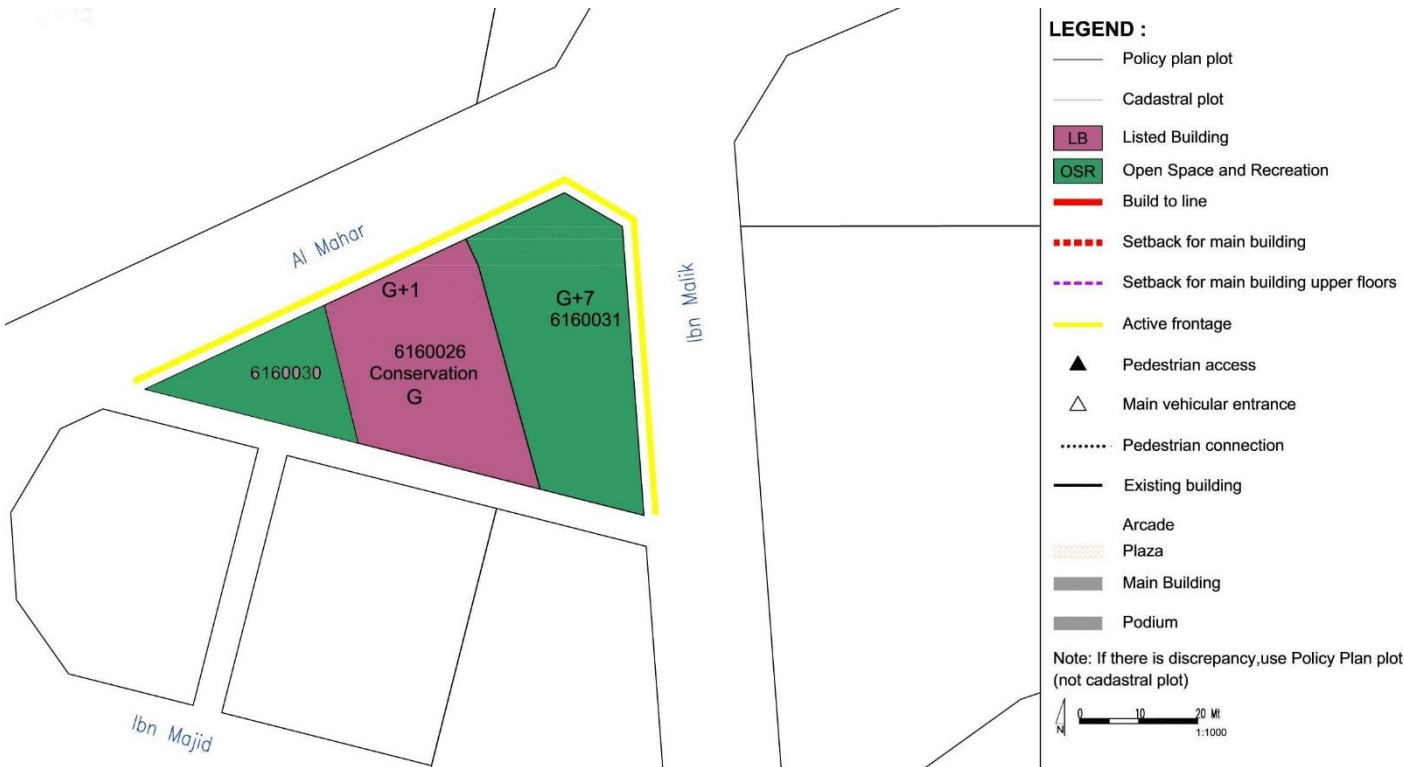 Al Mahar
G+1
G+7
6160031
Ibn Malik
6160030
6160026
Conservation
G
Ibn Majid
LEGEND :
Policy plan plot
Cadastral plot
LB Listed Building
OSR Open Space and Recreation
Build to line
Setback for main building
Setback for main building upper floors
Active frontage
Pedestrian access
Main vehicular entrance
Pedestrian connection
Existing building
Arcade
Plaza
Main Building
Podium
Note: If there is discrepancy,use Policy Plan plot
(not cadastral plot)
0 10 20 Mt
N
1:1000